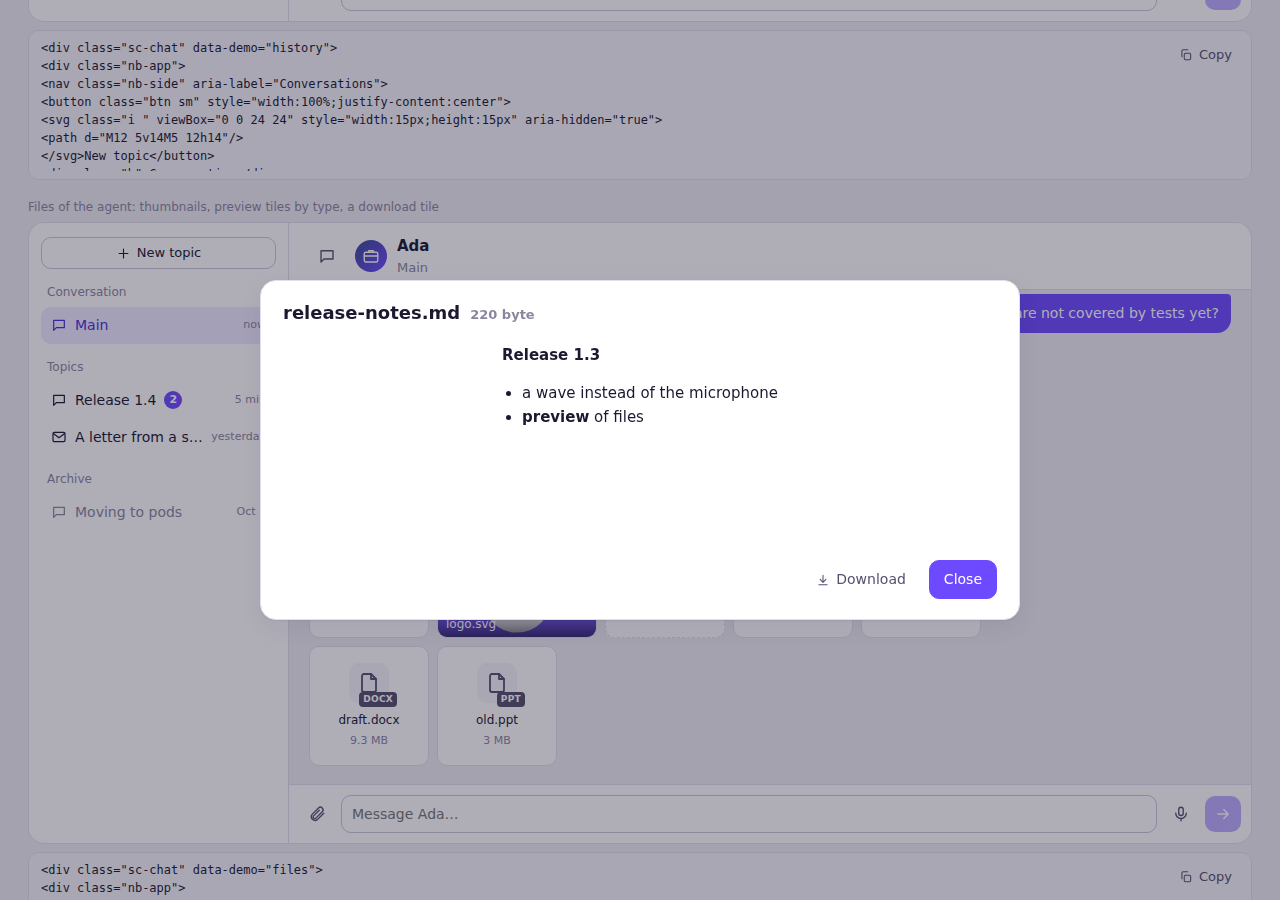 <div class="sc-chat" data-demo="history">
<div class="nb-app">
<nav class="nb-side" aria-label="Conversations">
<button class="btn sm" style="width:100%;justify-content:center">
<svg class="i " viewBox="0 0 24 24" style="width:15px;height:15px" aria-hidden="true">
<path d="M12 5v14M5 12h14"/>
</svg>New topic</button>
Copy
Files of the agent: thumbnails, preview tiles by type, a download tile
New topic
Conversation
Main now
Topics
Release 1.4 2 5 mi
A letter from a s… yesterda
Archive
Moving to pods Oct
Ada
Main
are not covered by tests yet?
release-notes.md 220 byte
Release 1.3
• a wave instead of the microphone
• preview of files
Download
Close
logo.svg
DOCX
draft.docx
9.3 MB
PPT
old.ppt
3 MB
Message Ada…
<div class="sc-chat" data-demo="files">
<div class="nb-app">
Copy